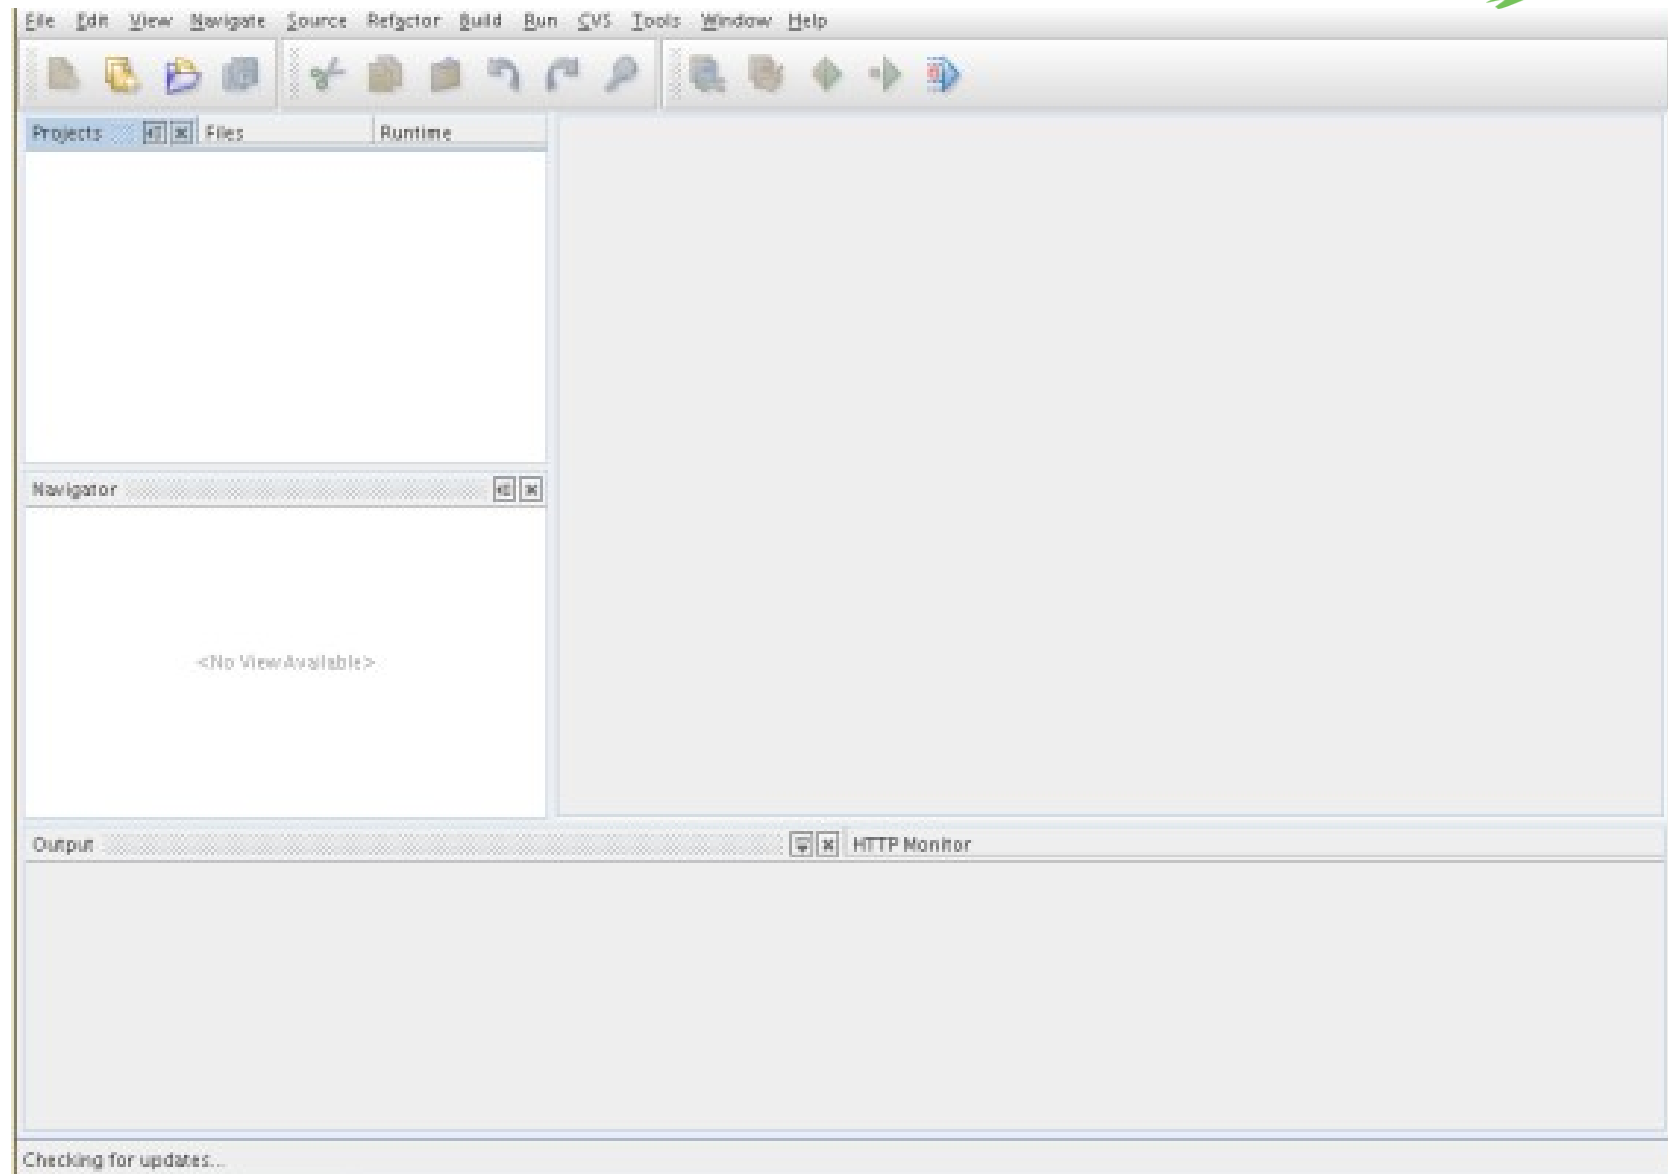 File Edit View Navigate Source Refactor Build Run CVS Tools Window Help
Projects Files Runtime
Navigator
<No View Available>
Output HTTP Monitor
Checking for updates...